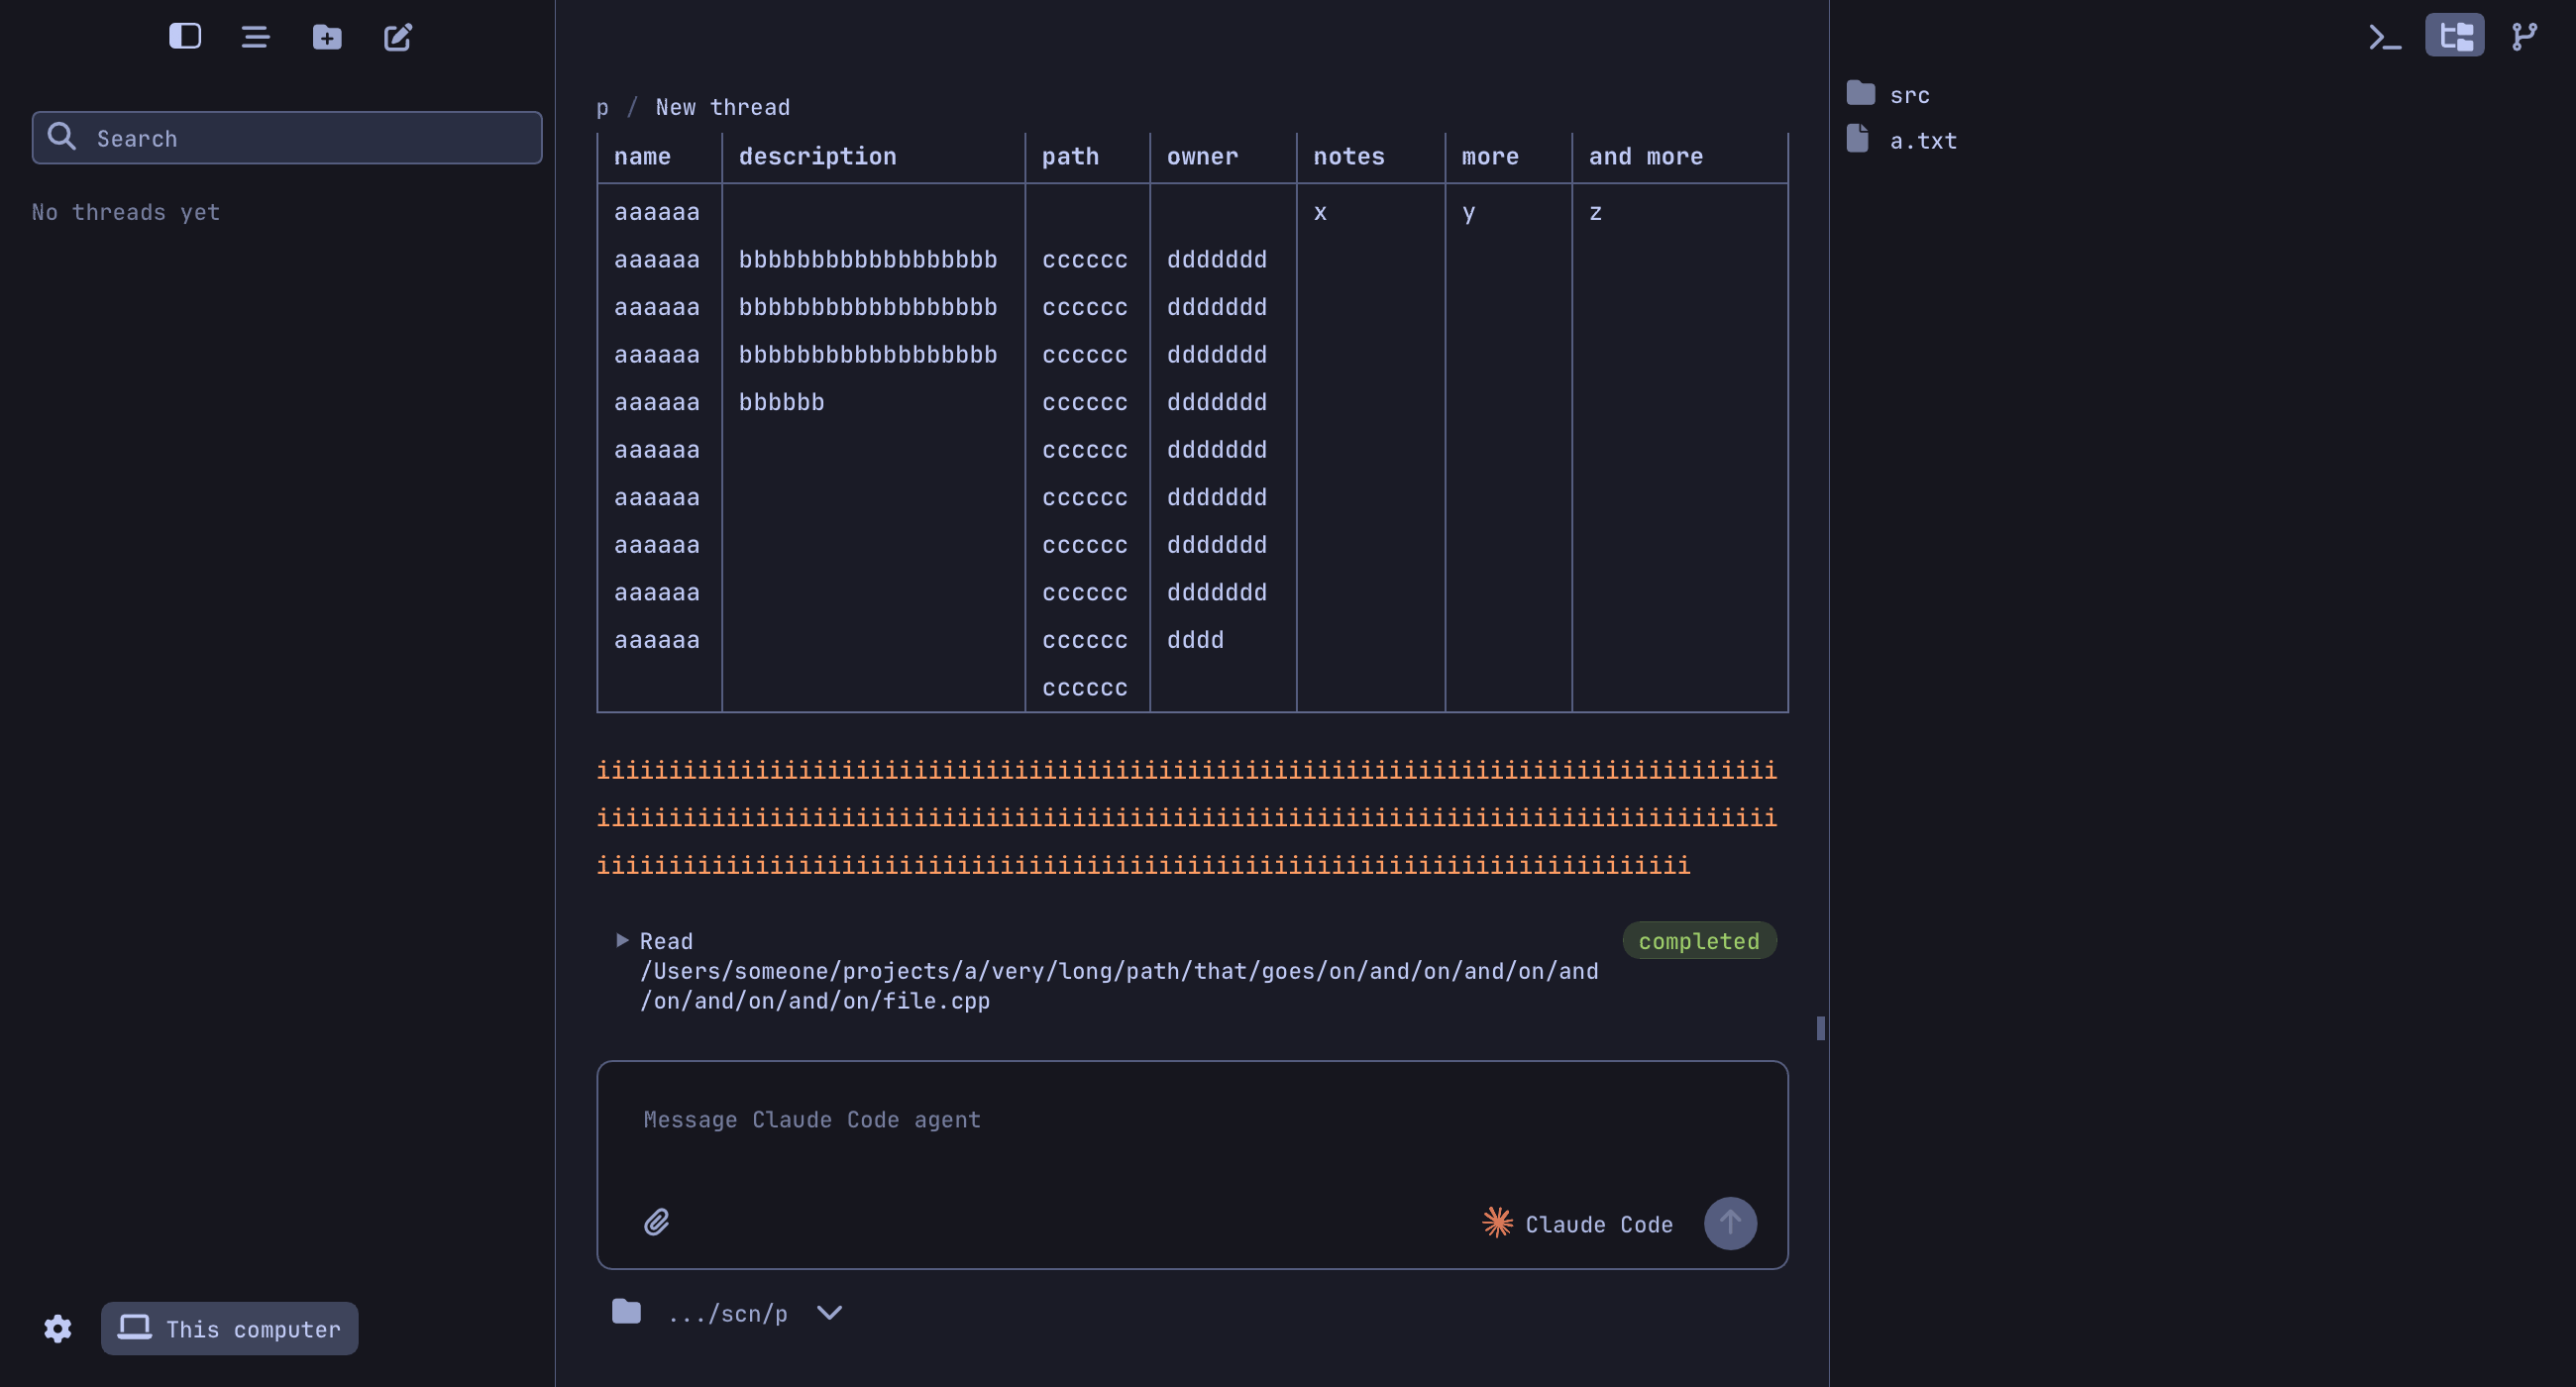 Search
No threads yet
p / New thread
name description path owner notes more and more
aaaaaa x y z
aaaaaa bbbbbbbbbbbbbbbbbb cccccc ddddddd
aaaaaa bbbbbbbbbbbbbbbbbb cccccc ddddddd
aaaaaa bbbbbbbbbbbbbbbbbb cccccc ddddddd
aaaaaa bbbbbb cccccc ddddddd
aaaaaa cccccc ddddddd
aaaaaa cccccc ddddddd
aaaaaa cccccc ddddddd
aaaaaa cccccc ddddddd
aaaaaa cccccc dddd
cccccc
iiiiiiiiiiiiiiiiiiiiiiiiiiiiiiiiiiiiiiiiiiiiiiiiiiiiiiiiiiiiiiiiiiiiiiiiiiiiiiiiii
iiiiiiiiiiiiiiiiiiiiiiiiiiiiiiiiiiiiiiiiiiiiiiiiiiiiiiiiiiiiiiiiiiiiiiiiiiiiiiiiii
iiiiiiiiiiiiiiiiiiiiiiiiiiiiiiiiiiiiiiiiiiiiiiiiiiiiiiiiiiiiiiiiiiiiiiiiiiii
Read completed
/Users/someone/projects/a/very/long/path/that/goes/on/and/on/and/on/and
/on/and/on/and/on/file.cpp
Message Claude Code agent
Claude Code
.../scn/p
This computer
src
a.txt